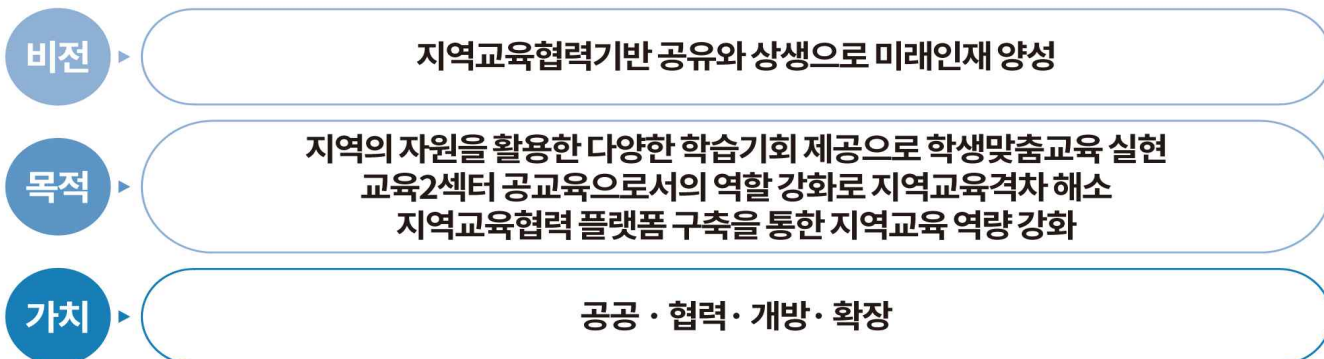 비전
지역교육협력기반 공유와 상생으로 미래인재 양성
목적
지역의 자원을 활용한 다양한 학습기회 제공으로 학생맞춤교육 실현
교육2섹터 공교육으로서의 역할 강화로 지역교육격차 해소
지역교육협력 플랫폼 구축을 통한 지역교육 역량 강화
가치
공공 · 협력 · 개방 · 확장